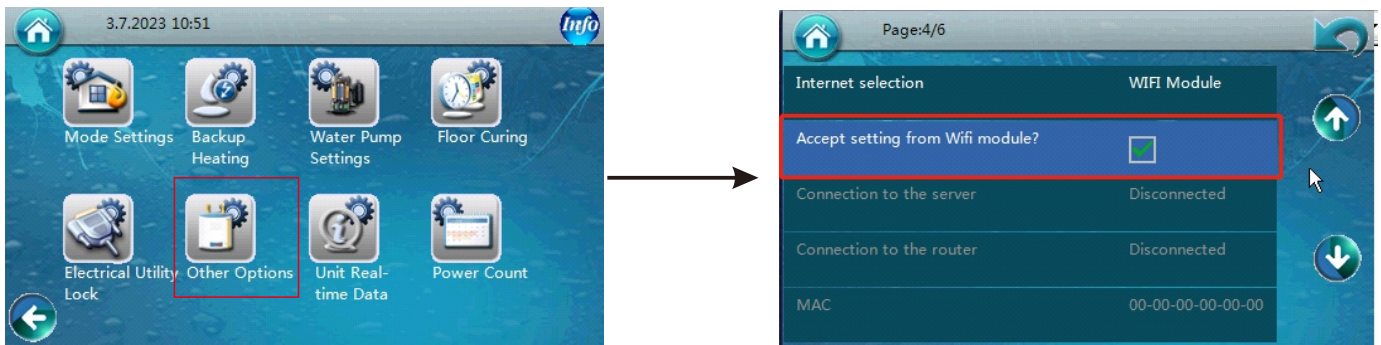 3.7.2023 10:51
Info
Mode Settings
Backup
Heating
Water Pump
Settings
Floor Curing
Electrical Utility
Lock
Other Options
Unit Real-
time Data
Power Count
Page:4/6
Internet selection WIFI Module
Accept setting from Wifi module?
Connection to the server Disconnected
Connection to the router Disconnected
MAC 00-00-00-00-00-00